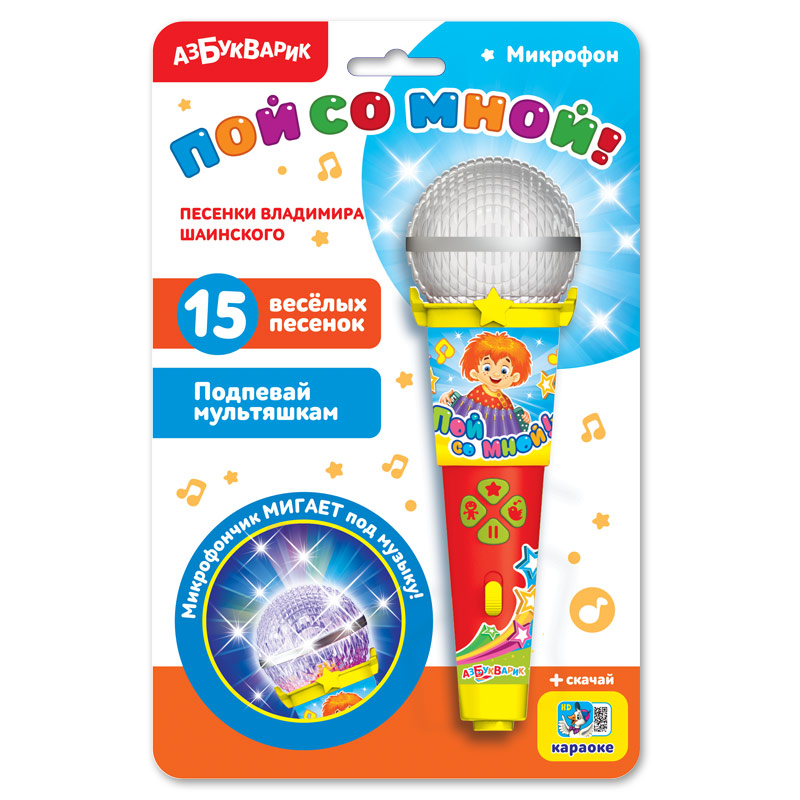 АЗБУКВАРИК
Микрофон
ПОЙ СО МНОЙ!
ПЕСЕНКИ ВЛАДИМИРА
ШАИНСКОГО
15
весёлых
песенок
Подпевай
мультяшкам
Пой
со мной!
Микрофончик МИГАЕТ под музыку!
АЗБУКВАРИК
+ скачай
HD
караоке